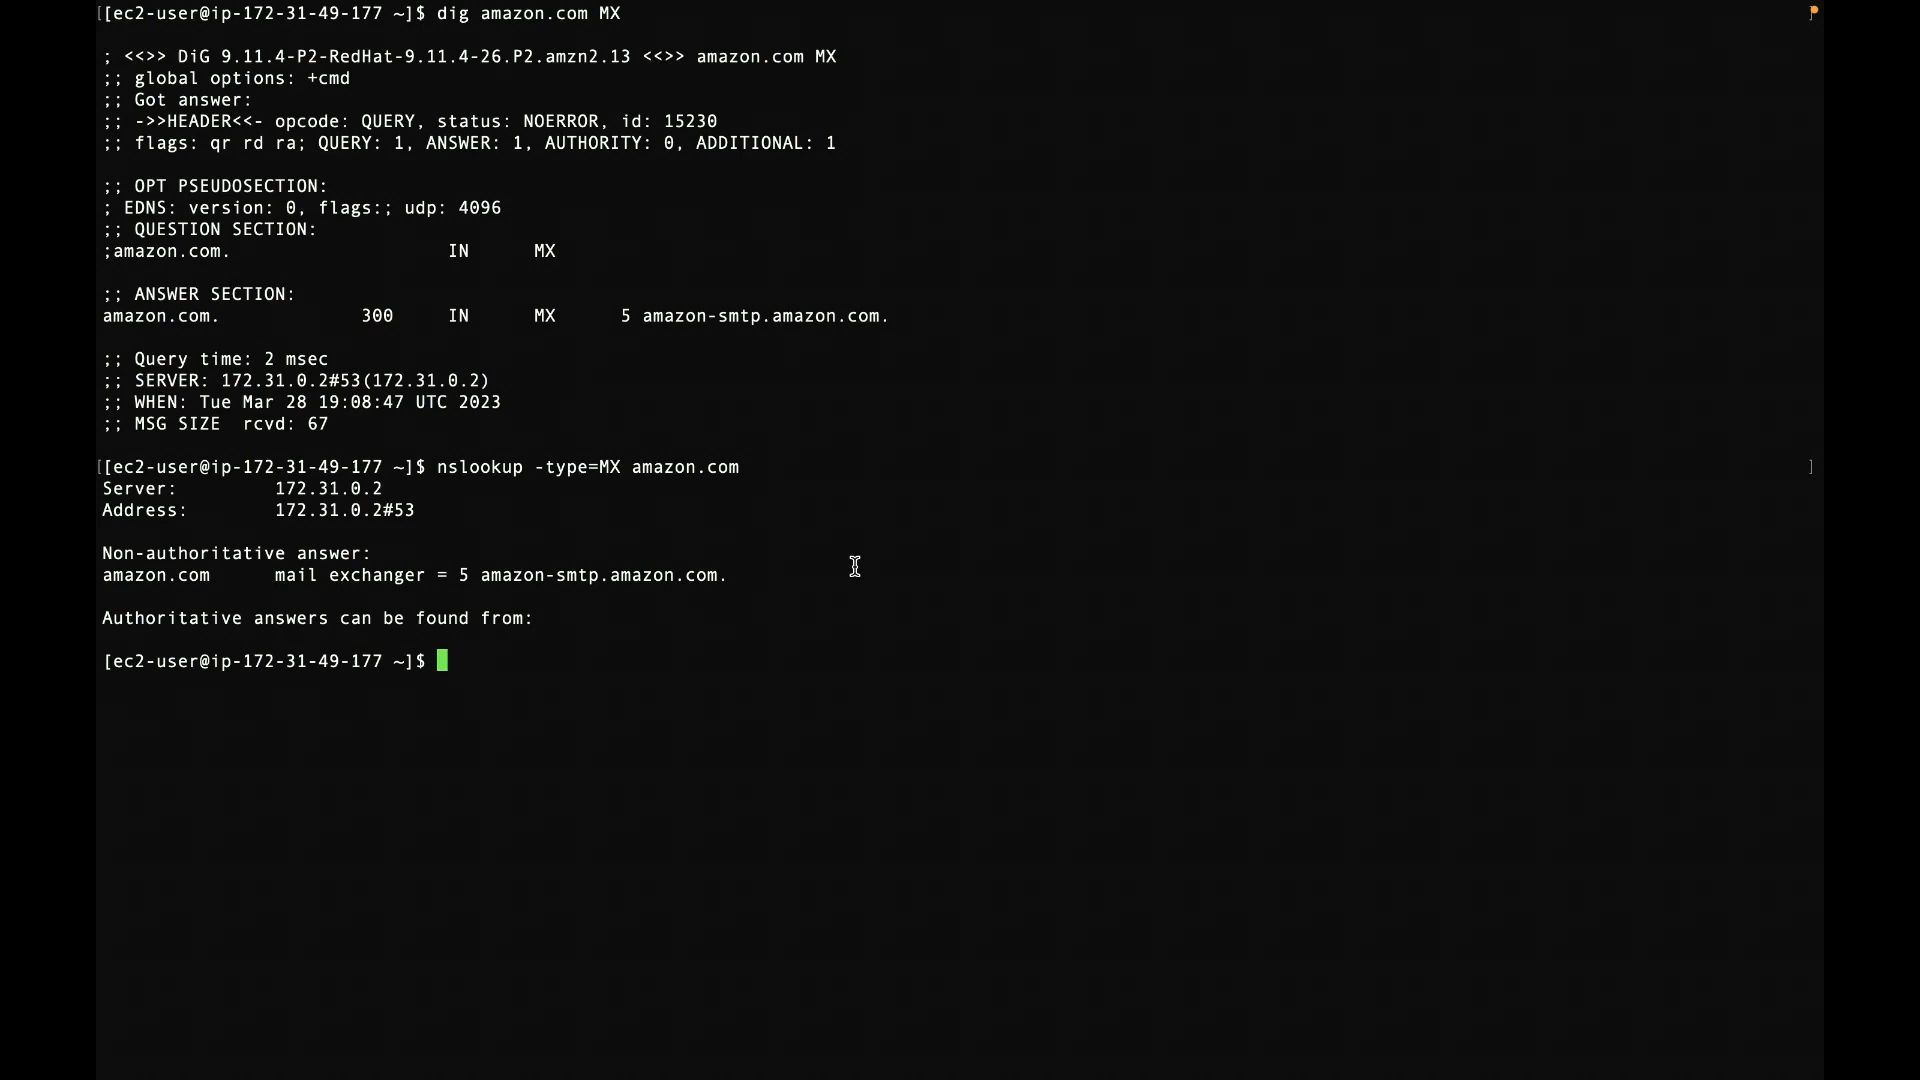 [[ec2-user@ip-172-31-49-177 ~]$ dig amazon.com MX ]

; <<>> DiG 9.11.4-P2-RedHat-9.11.4-26.P2.amzn2.13 <<>> amazon.com MX
;; global options: +cmd
;; Got answer:
;; ->>HEADER<<- opcode: QUERY, status: NOERROR, id: 15230
;; flags: qr rd ra; QUERY: 1, ANSWER: 1, AUTHORITY: 0, ADDITIONAL: 1

;; OPT PSEUDOSECTION:
; EDNS: version: 0, flags:; udp: 4096
;; QUESTION SECTION:
;amazon.com. IN MX

;; ANSWER SECTION:
amazon.com. 300 IN MX 5 amazon-smtp.amazon.com.

;; Query time: 2 msec
;; SERVER: 172.31.0.2#53(172.31.0.2)
;; WHEN: Tue Mar 28 19:08:47 UTC 2023
;; MSG SIZE  rcvd: 67

[[ec2-user@ip-172-31-49-177 ~]$ nslookup -type=MX amazon.com ]
Server: 172.31.0.2
Address: 172.31.0.2#53

Non-authoritative answer:
amazon.com mail exchanger = 5 amazon-smtp.amazon.com.

Authoritative answers can be found from:

[ec2-user@ip-172-31-49-177 ~]$